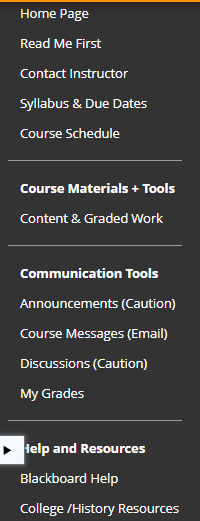 Home Page
Read Me First
Contact Instructor
Syllabus & Due Dates
Course Schedule
Course Materials + Tools
Content & Graded Work
Communication Tools
Announcements (Caution)
Course Messages (Email)
Discussions (Caution)
My Grades
Help and Resources
Blackboard Help
College /History Resources